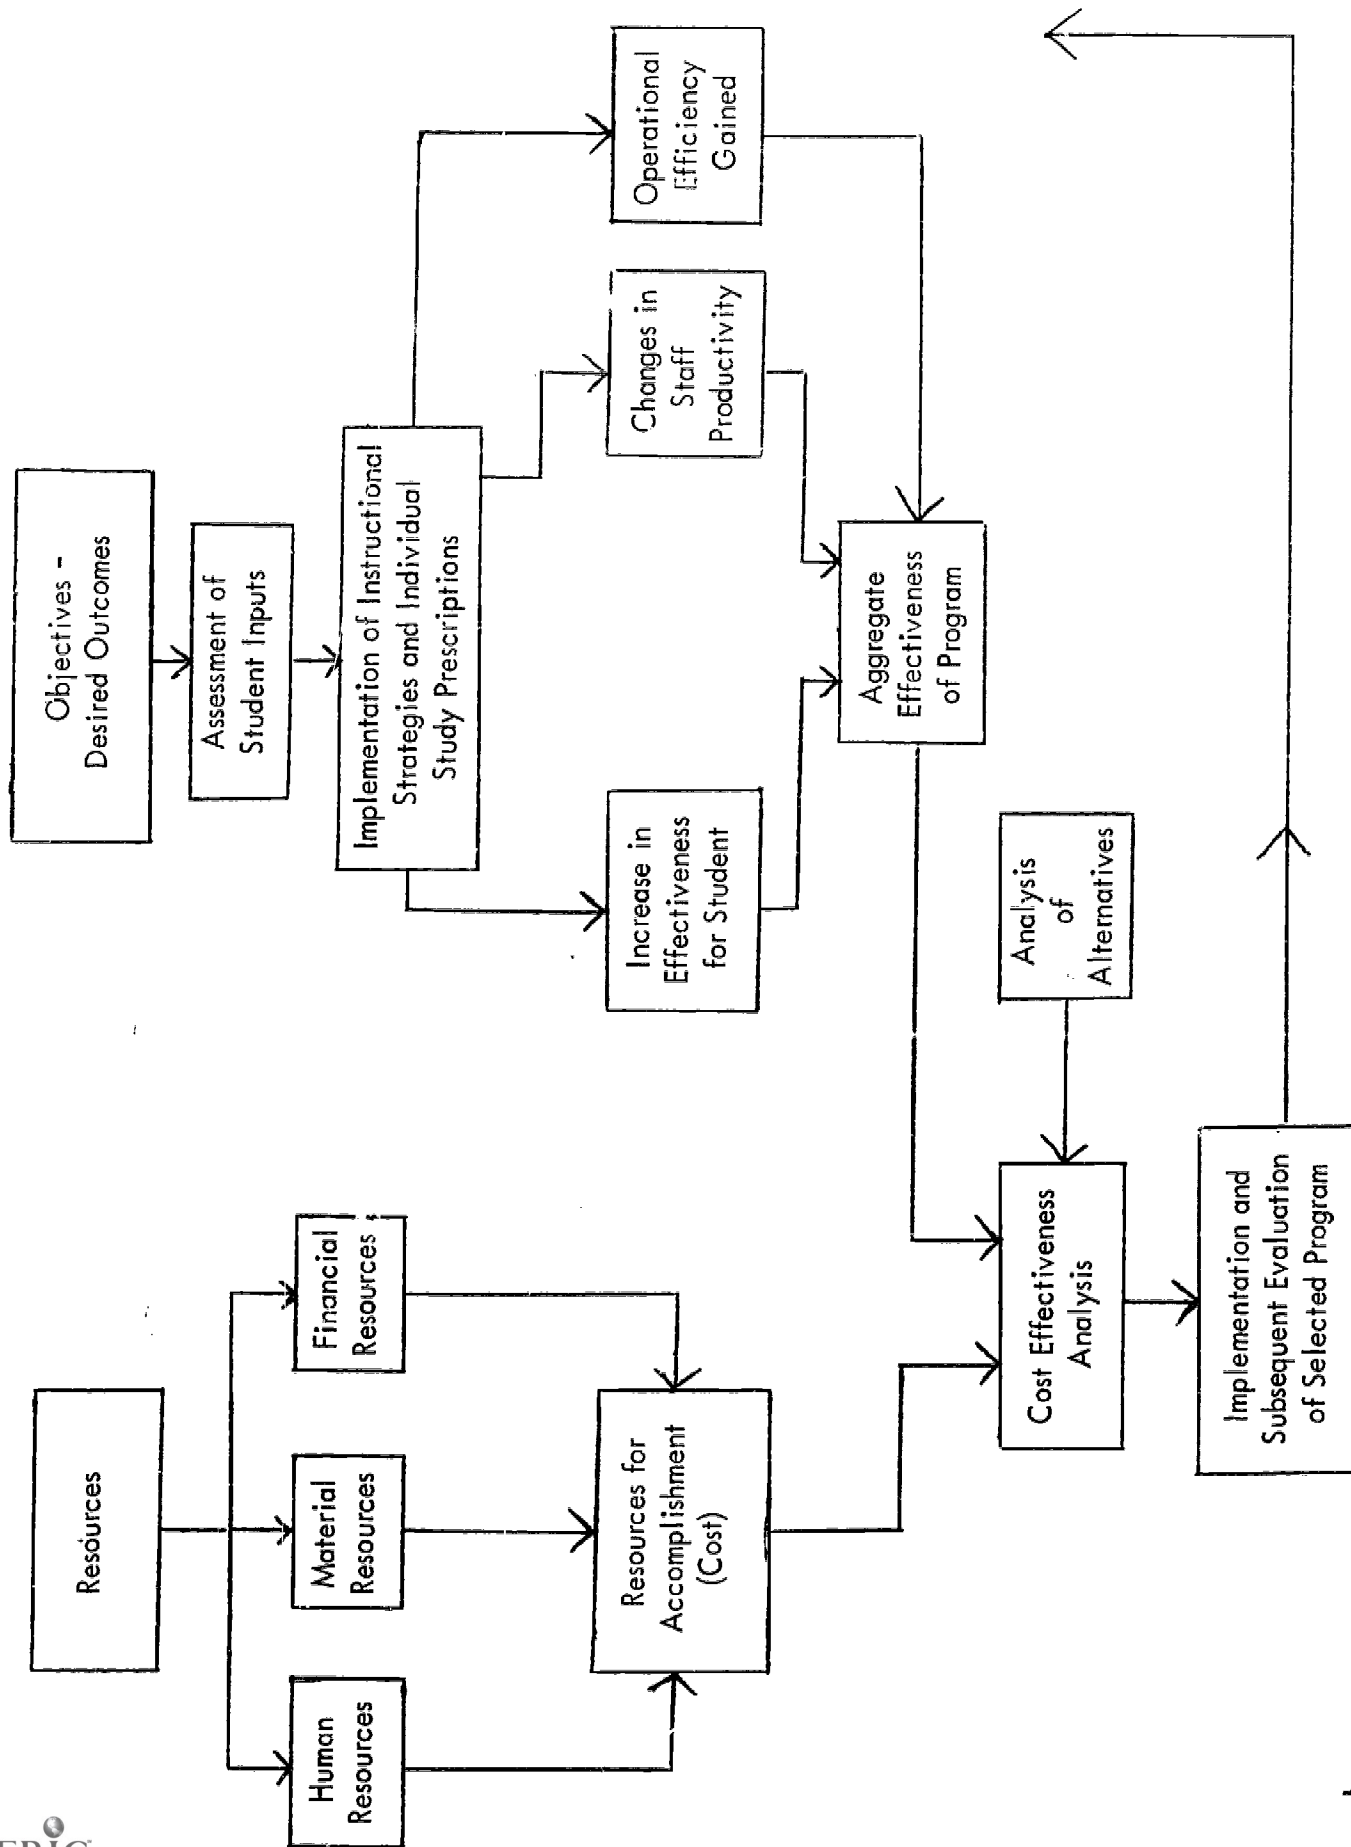 Resources
Human
Resources
Material
Resources
Financial
Resources
Resources for
Accomplishment
(Cost)
Objectives -
Desired Outcomes
Assessment of
Student Inputs
Implementation of Instructional
Strategies and Individual
Study Prescriptions
Increase in
Effectiveness
for Student
Changes in
Staff
Productivity
Operational
Efficiency
Gained
Aggregate
Effectiveness
of Program
Analysis
of
Alternatives
Cost Effectiveness
Analysis
Implementation and
Subsequent Evaluation
of Selected Program
ERIC